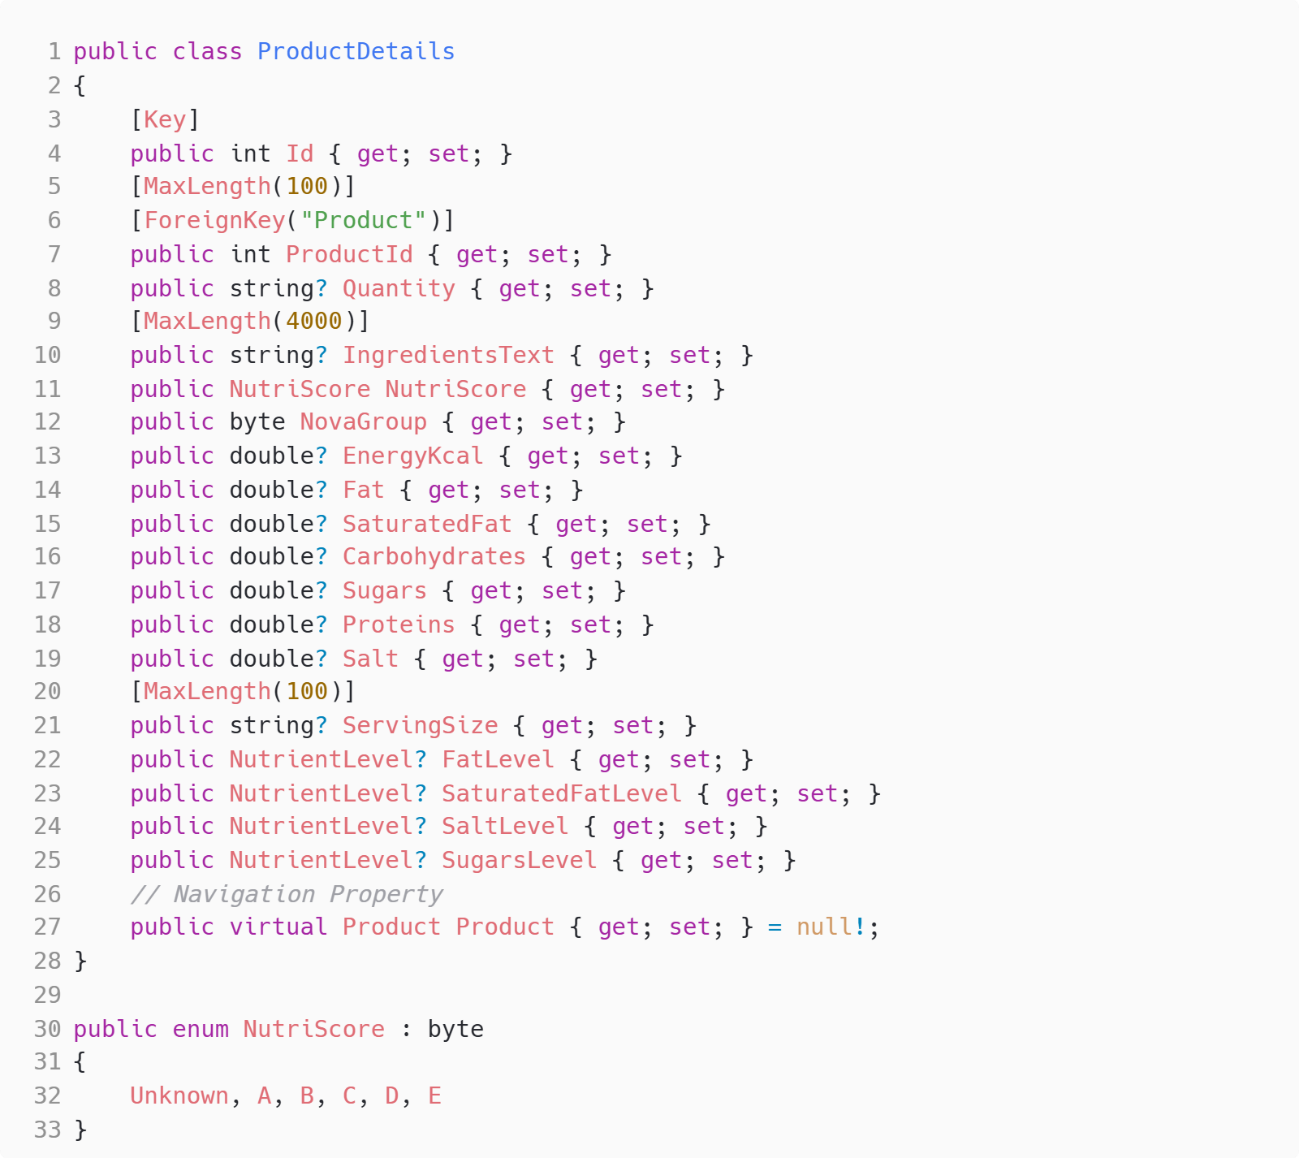 1 public class ProductDetails
2 {
3     [Key]
4     public int Id { get; set; }
5     [MaxLength(100)]
6     [ForeignKey("Product")]
7     public int ProductId { get; set; }
8     public string? Quantity { get; set; }
9     [MaxLength(4000)]
10     public string? IngredientsText { get; set; }
11     public NutriScore NutriScore { get; set; }
12     public byte NovaGroup { get; set; }
13     public double? EnergyKcal { get; set; }
14     public double? Fat { get; set; }
15     public double? SaturatedFat { get; set; }
16     public double? Carbohydrates { get; set; }
17     public double? Sugars { get; set; }
18     public double? Proteins { get; set; }
19     public double? Salt { get; set; }
20     [MaxLength(100)]
21     public string? ServingSize { get; set; }
22     public NutrientLevel? FatLevel { get; set; }
23     public NutrientLevel? SaturatedFatLevel { get; set; }
24     public NutrientLevel? SaltLevel { get; set; }
25     public NutrientLevel? SugarsLevel { get; set; }
26     // Navigation Property
27     public virtual Product Product { get; set; } = null!;
28 }
29
30 public enum NutriScore : byte
31 {
32     Unknown, A, B, C, D, E
33 }